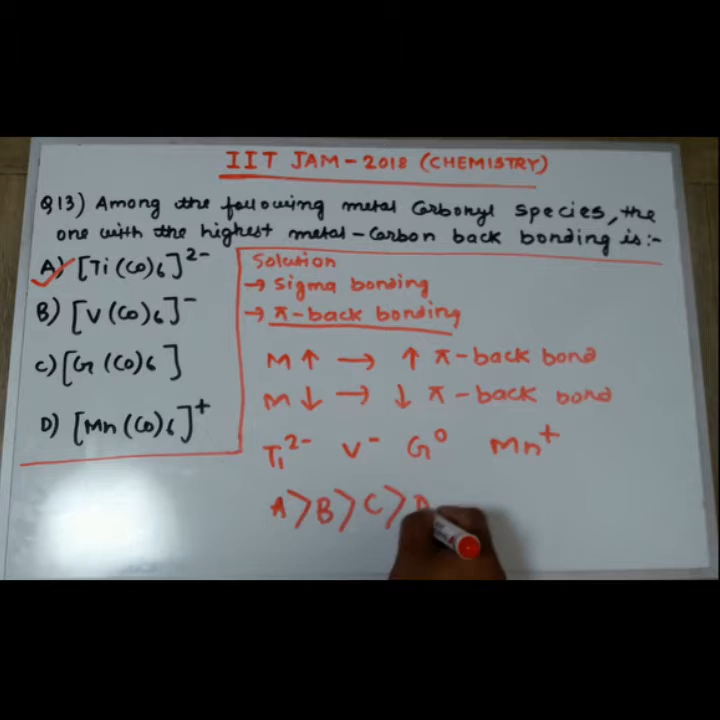 IIT JAM-2018 (CHEMISTRY)
Q13) Among the following metal Carbonyl species, the
one with the highest metal-Carbon back bonding is:-
A) [Ti(CO)6]2-
B) [V(CO)6]-
C) [Cr(CO)6]
D) [Mn(CO)6]+
Solution
→ Sigma bonding
→ π-back bonding
M↑ → ↑ π-back bond
M↓ → ↓ π-back bond
Ti2- V- Cr0 Mn+
A>B>C>D